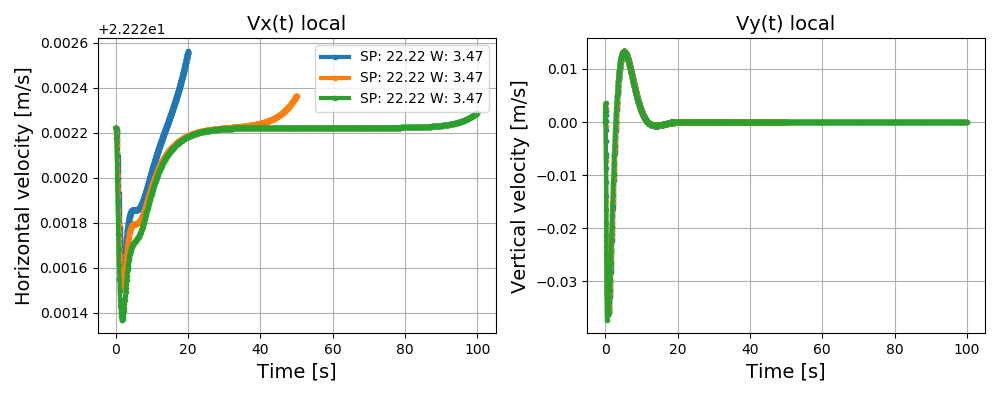 Vx(t) local
+2.222e1
0.0026
0.0024
0.0022
0.0020
0.0018
0.0016
0.0014
Horizontal velocity [m/s]
SP: 22.22 W: 3.47
SP: 22.22 W: 3.47
SP: 22.22 W: 3.47
0 20 40 60 80 100
Time [s]
Vy(t) local
0.01
0.00
−0.01
−0.02
−0.03
Vertical velocity [m/s]
0 20 40 60 80 100
Time [s]